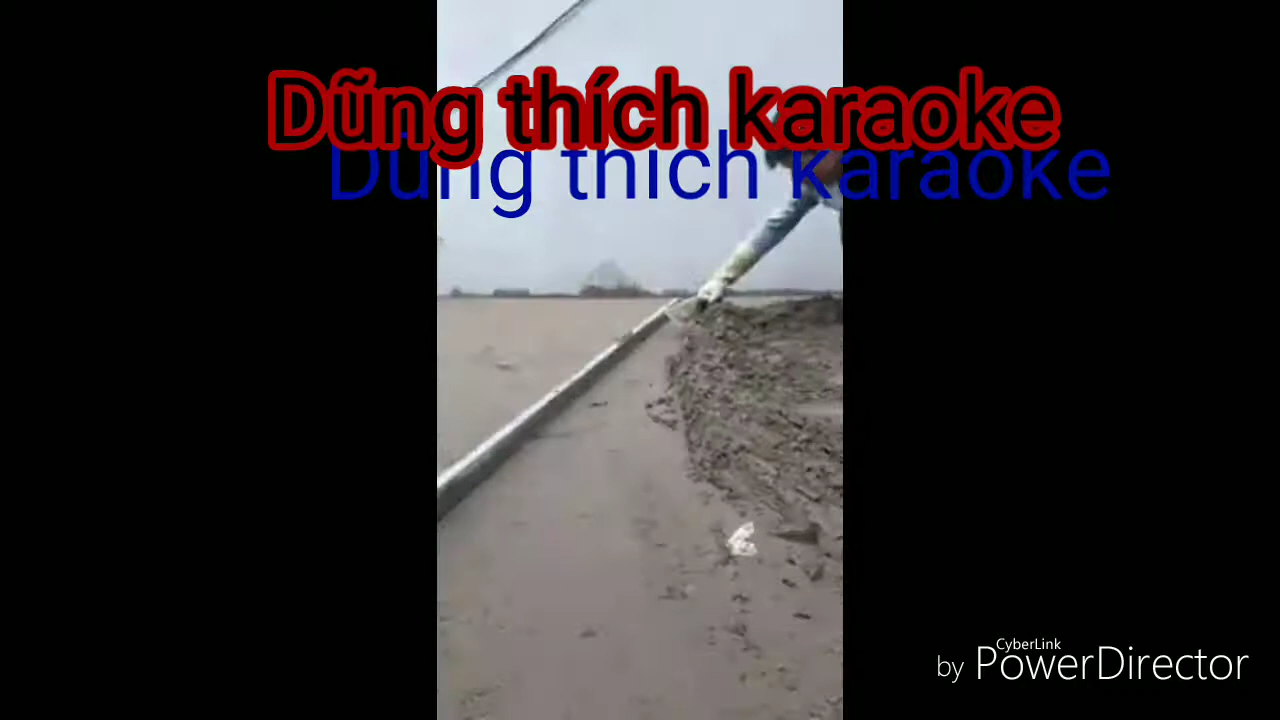 Dũng thích karaoke
Dũng thích karaoke
CyberLink
by PowerDirector